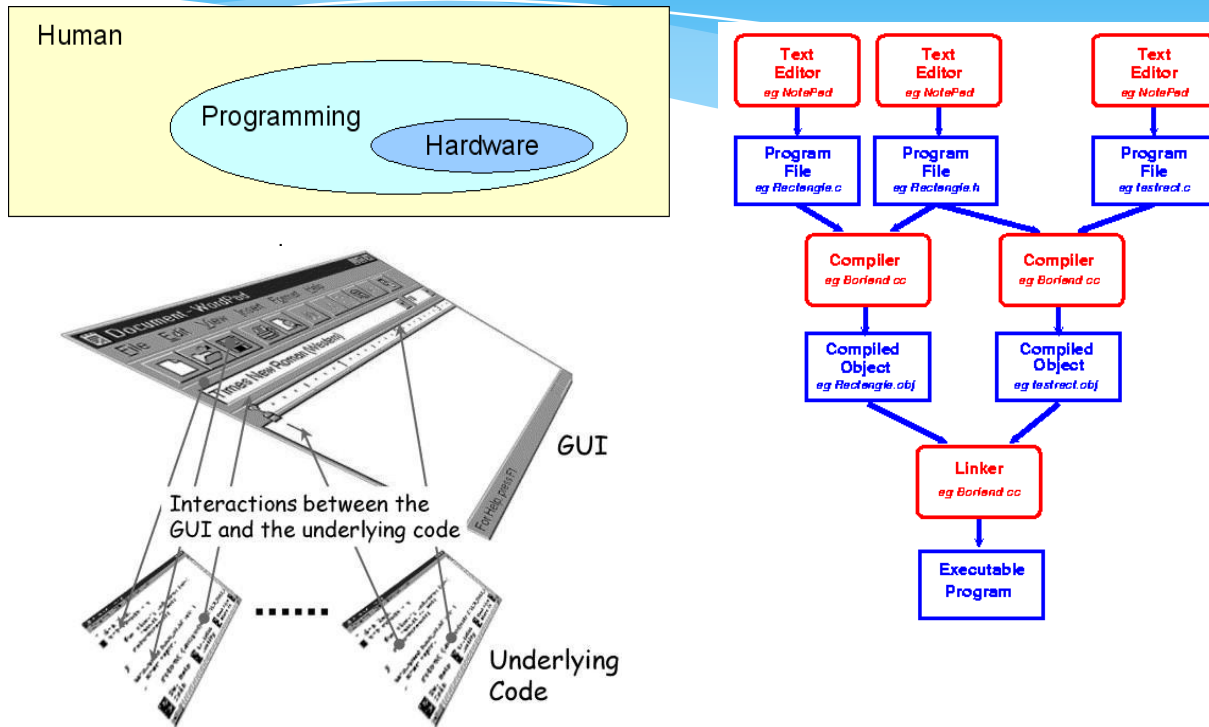 Human
Programming
Hardware
Document - WordPad
File Edit View Insert Format Help
Times New Roman (Western)
For Help, press F1
GUI
Interactions between the
GUI and the underlying code
Underlying
Code
Text
Editor
eg NotePad
Text
Editor
eg NotePad
Text
Editor
eg NotePad
Program
File
eg Rectangle.c
Program
File
eg Rectangle.h
Program
File
eg testrect.c
Compiler
eg Borland cc
Compiler
eg Borland cc
Compiled
Object
eg Rectangle.obj
Compiled
Object
eg testrect.obj
Linker
eg Borland cc
Executable
Program